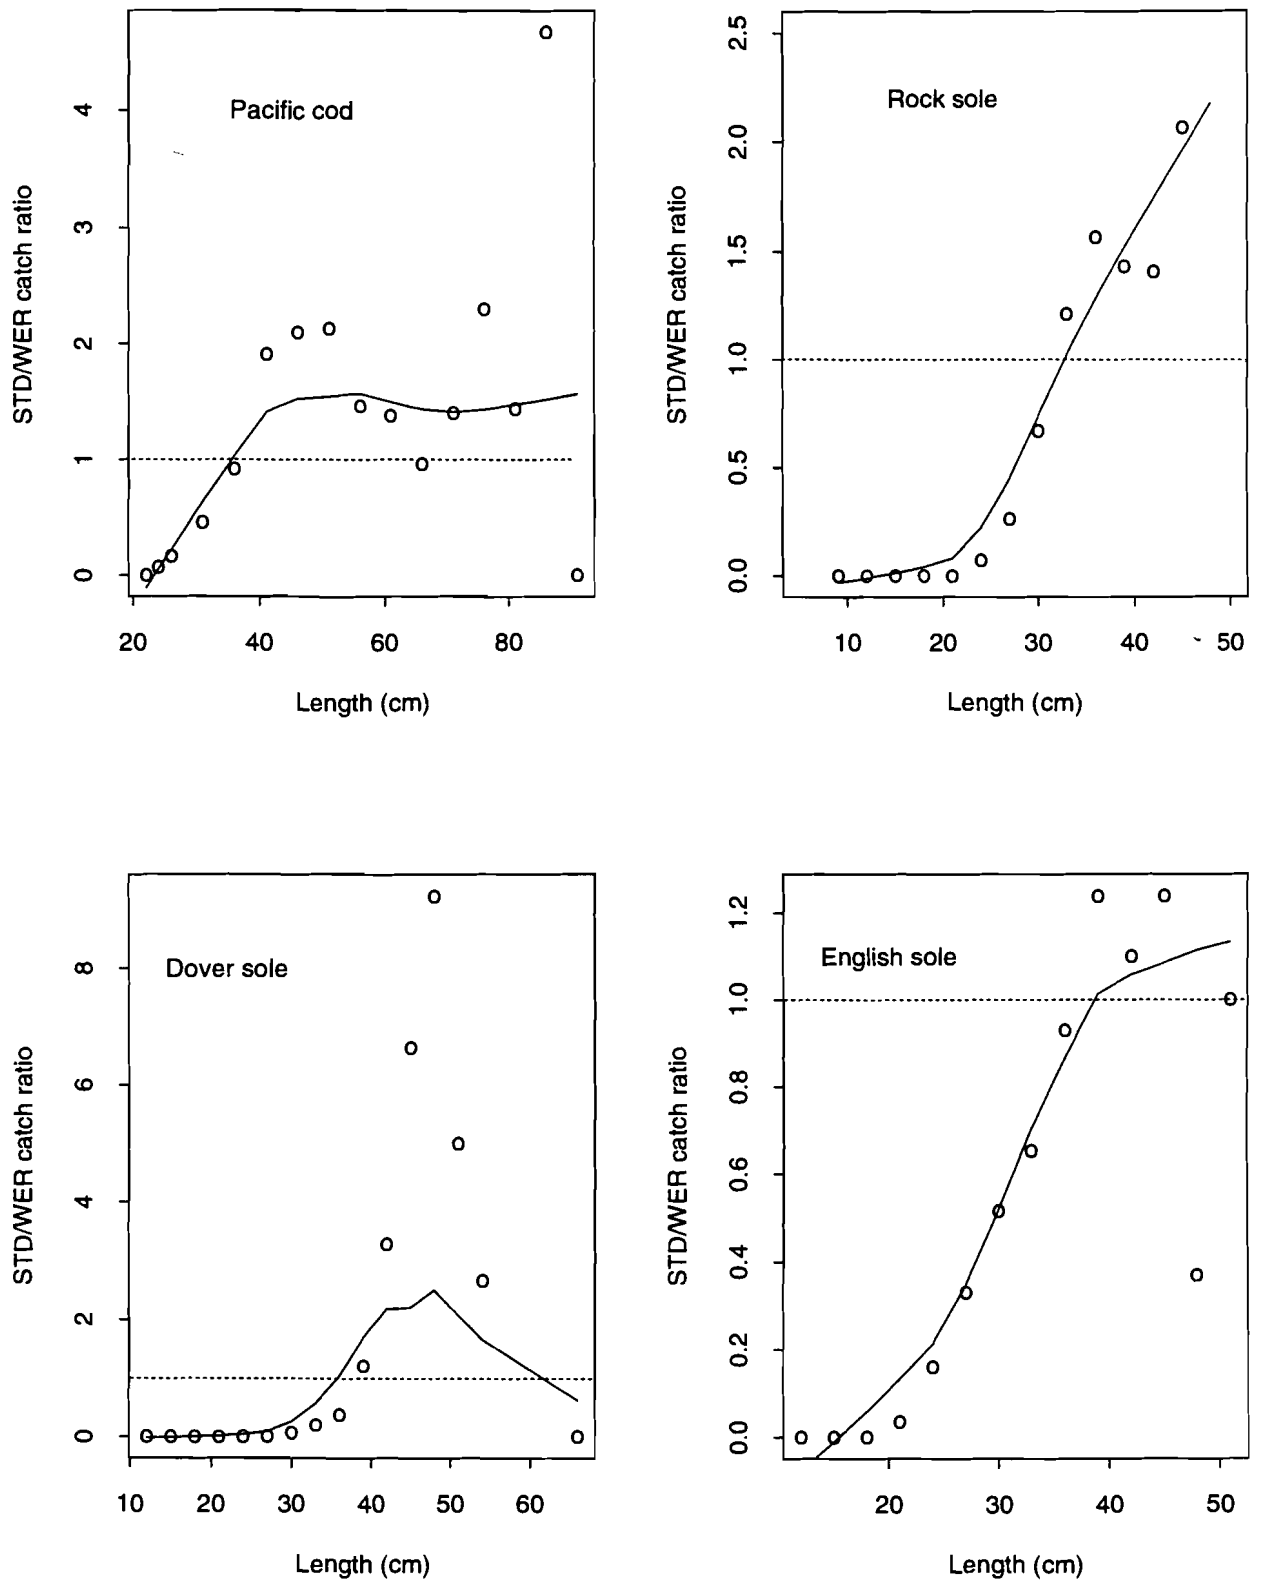 Pacific cod
STD/WER catch ratio
4
3
2
1
0
20 40 60 80
Length (cm)
Rock sole
STD/WER catch ratio
2.5
2.0
1.5
1.0
0.5
0.0
10 20 30 40 50
Length (cm)
Dover sole
STD/WER catch ratio
8
6
4
2
0
10 20 30 40 50 60
Length (cm)
English sole
STD/WER catch ratio
1.2
1.0
0.8
0.6
0.4
0.2
0.0
20 30 40 50
Length (cm)